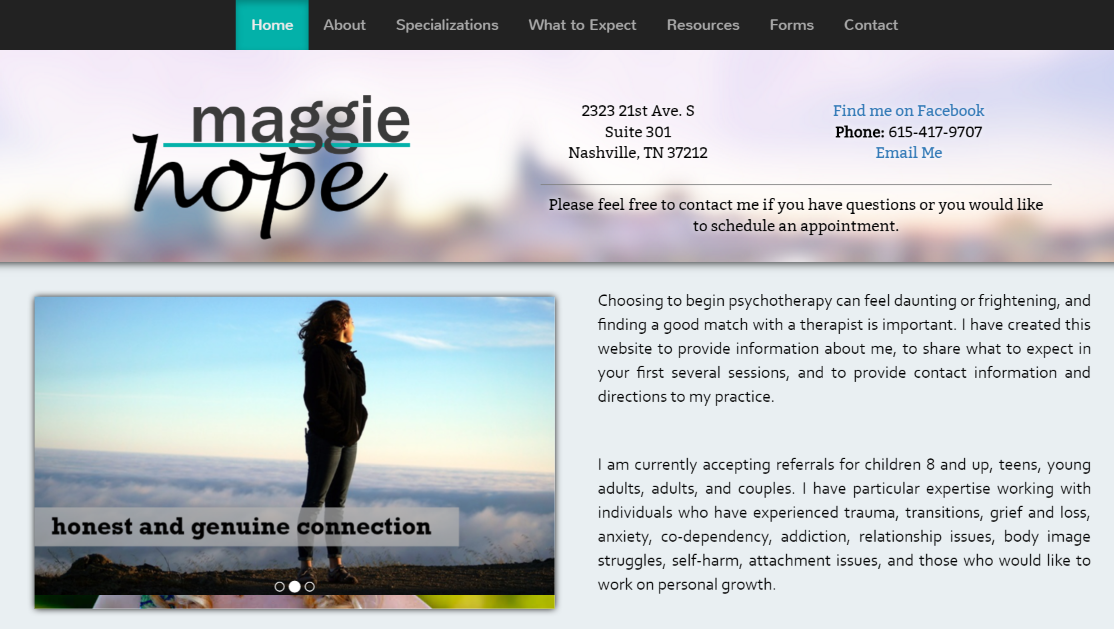 Home About Specializations What to Expect Resources Forms Contact
maggie
hope
2323 21st Ave. S
Suite 301
Nashville, TN 37212
Find me on Facebook
Phone: 615-417-9707
Email Me
Please feel free to contact me if you have questions or you would like
to schedule an appointment.
honest and genuine connection
Choosing to begin psychotherapy can feel daunting or frightening, and
finding a good match with a therapist is important. I have created this
website to provide information about me, to share what to expect in
your first several sessions, and to provide contact information and
directions to my practice.
I am currently accepting referrals for children 8 and up, teens, young
adults, adults, and couples. I have particular expertise working with
individuals who have experienced trauma, transitions, grief and loss,
anxiety, co-dependency, addiction, relationship issues, body image
struggles, self-harm, attachment issues, and those who would like to
work on personal growth.